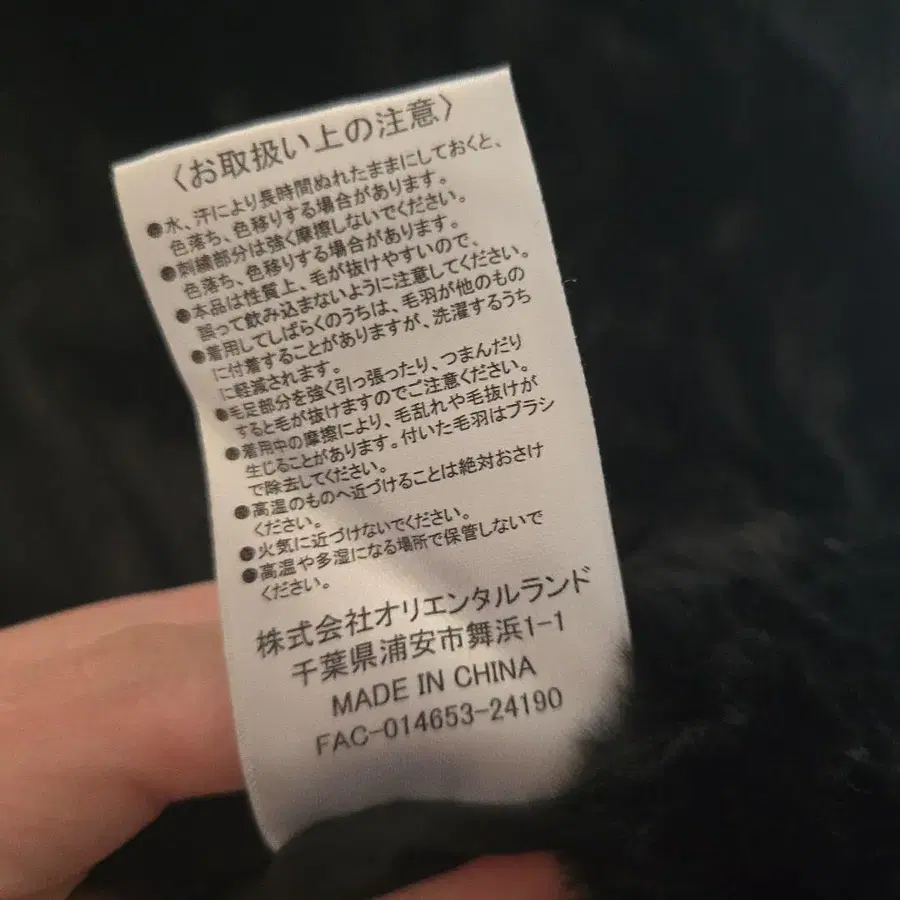 〈お取扱い上の注意〉
●水、汗により長時間ぬれたままにしておくと、
色落ち、色移りする場合があります。
●刺繍部分は強く摩擦しないでください。
色落ち、色移りする場合があります。
●本品は性質上、毛が抜けやすいので、
誤って飲み込まないように注意してください。
●着用してしばらくのうちは、毛羽が他のもの
に付着することがありますが、洗濯するうち
に軽減されます。
●毛足部分を強く引っ張ったり、つまんだり
すると毛が抜けますのでご注意ください。
●着用中の摩擦により、毛乱れや毛抜けが
生じることがあります。付いた毛羽はブラシ
で除去してください。
●高温のものへ近づけることは絶対おさけ
ください。
●火気に近づけないでください。
●高温や多湿になる場所で保管しないで
ください。
株式会社オリエンタルランド
千葉県浦安市舞浜1-1
MADE IN CHINA
FAC-014653-24190